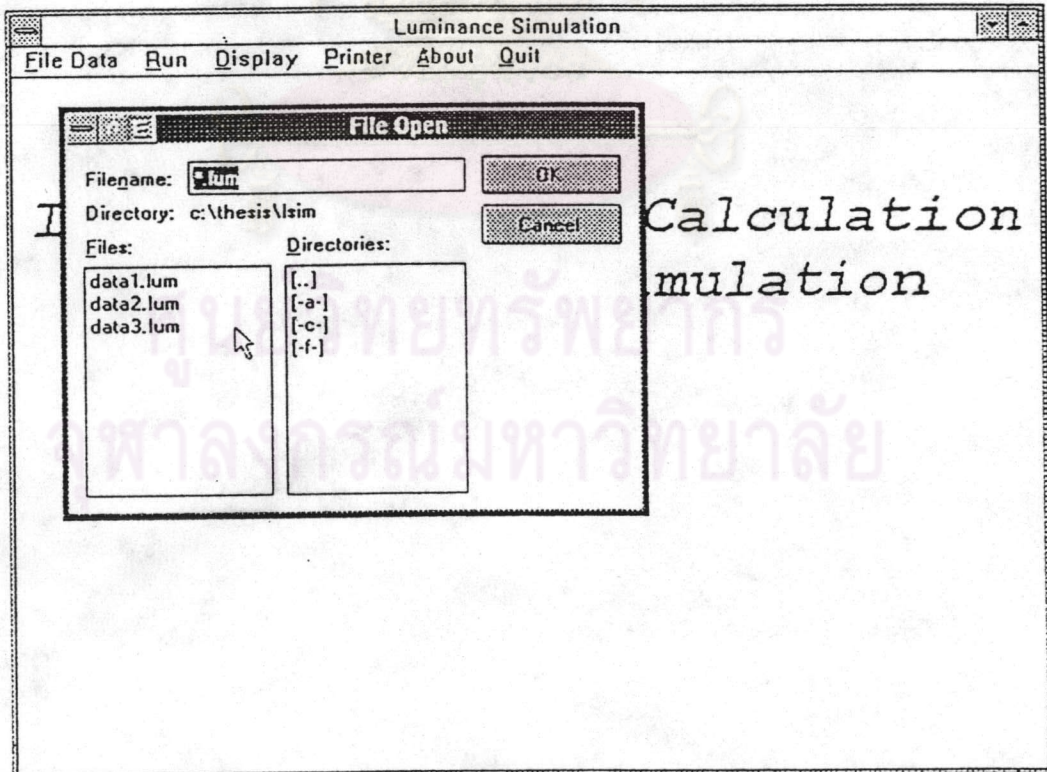 Luminance Simulation
File Data Run Display Printer About Quit
File Open
Filename: *.lum
OK
Directory: c:\thesis\lsim
Cancel
Calculation
Files:
Directories:
mulation
data1.lum
data2.lum
data3.lum
[..]
[-a-]
[-c-]
[-f-]
ศูนย์วิทยทรัพยากร
จุฬาลงกรณ์มหาวิทยาลัย